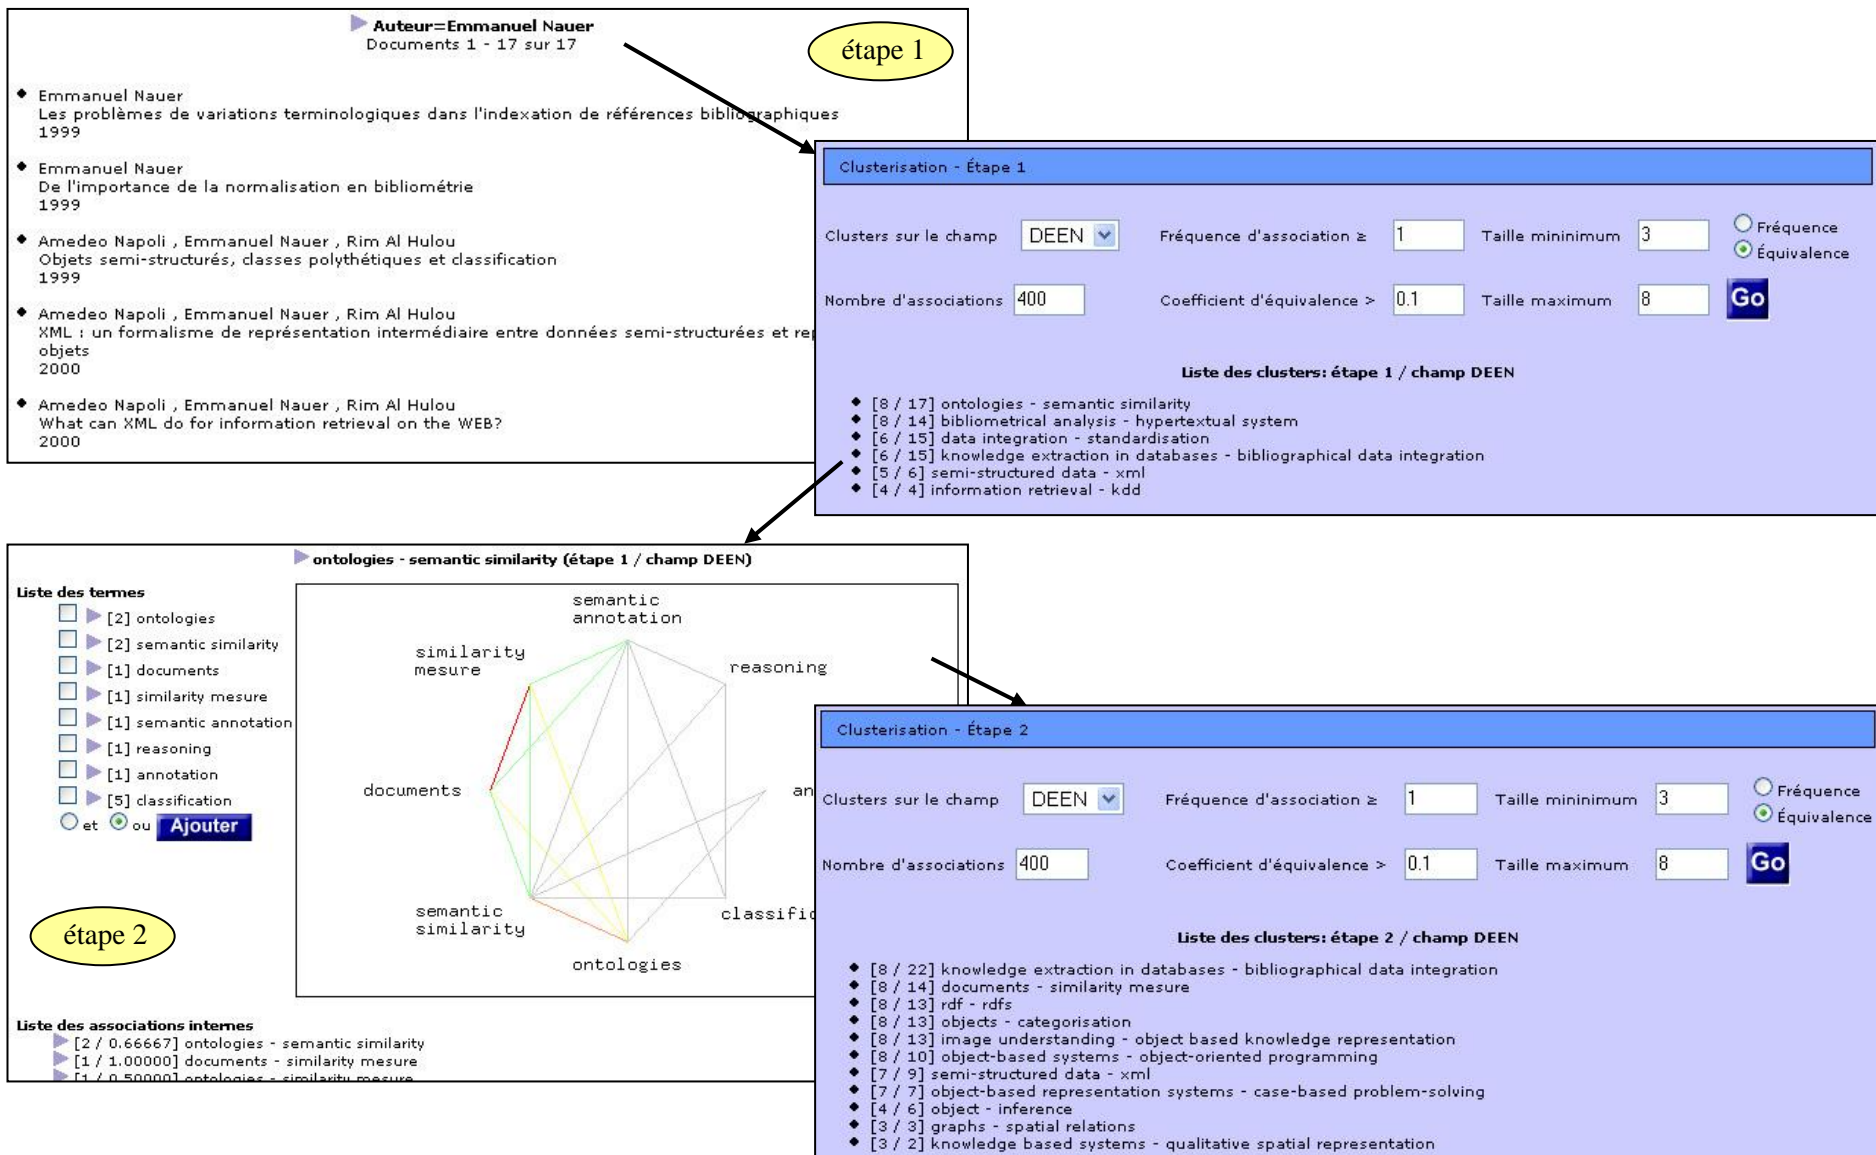 Auteur=Emmanuel Nauer
Documents 1 - 17 sur 17
étape 1
Emmanuel Nauer
Les problèmes de variations terminologiques dans l'indexation de références bibliographiques
1999
Emmanuel Nauer
De l'importance de la normalisation en bibliométrie
1999
Amedeo Napoli , Emmanuel Nauer , Rim Al Hulou
Objets semi-structurés, classes polythétiques et classification
1999
Amedeo Napoli , Emmanuel Nauer , Rim Al Hulou
XML : un formalisme de représentation intermédiaire entre données semi-structurées et rep
objets
2000
Amedeo Napoli , Emmanuel Nauer , Rim Al Hulou
What can XML do for information retrieval on the WEB?
2000
Clusterisation - Étape 1
Clusters sur le champ DEEN Fréquence d'association ≥ 1 Taille mininimum 3 Fréquence
Équivalence
Nombre d'associations 400 Coefficient d'équivalence > 0.1 Taille maximum 8 Go
Liste des clusters: étape 1 / champ DEEN
[8 / 17] ontologies - semantic similarity
[8 / 14] bibliometrical analysis - hypertextual system
[6 / 15] data integration - standardisation
[6 / 15] knowledge extraction in databases - bibliographical data integration
[5 / 6] semi-structured data - xml
[4 / 4] information retrieval - kdd
ontologies - semantic similarity (étape 1 / champ DEEN)
Liste des termes
[2] ontologies
[2] semantic similarity
[1] documents
[1] similarity mesure
[1] semantic annotation
[1] reasoning
[1] annotation
[5] classification
et ou Ajouter
étape 2
semantic
annotation
similarity
mesure
reasoning
documents
an
semantic
similarity
classific
ontologies
Liste des associations internes
[2 / 0.66667] ontologies - semantic similarity
[1 / 1.00000] documents - similarity mesure
[1 / 0.50000] ontologies - similarity mesure
Clusterisation - Étape 2
Clusters sur le champ DEEN Fréquence d'association ≥ 1 Taille mininimum 3 Fréquence
Équivalence
Nombre d'associations 400 Coefficient d'équivalence > 0.1 Taille maximum 8 Go
Liste des clusters: étape 2 / champ DEEN
[8 / 22] knowledge extraction in databases - bibliographical data integration
[8 / 14] documents - similarity mesure
[8 / 13] rdf - rdfs
[8 / 13] objects - categorisation
[8 / 13] image understanding - object based knowledge representation
[8 / 10] object-based systems - object-oriented programming
[7 / 9] semi-structured data - xml
[7 / 7] object-based representation systems - case-based problem-solving
[4 / 6] object - inference
[3 / 3] graphs - spatial relations
[3 / 2] knowledge based systems - qualitative spatial representation